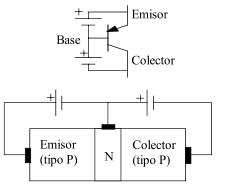 +
Emisor
Base
+
Colector
+
+
Emisor
(tipo P)
N
Colector
(tipo P)